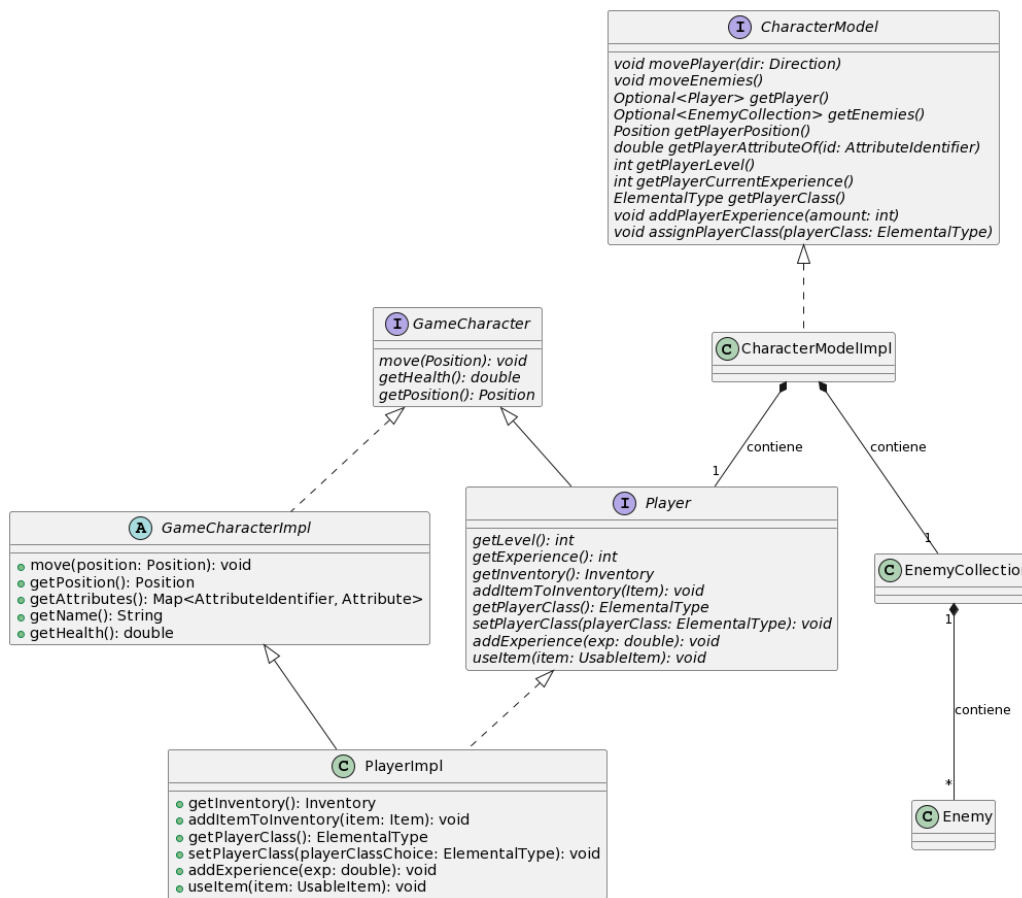 I CharacterModel
void movePlayer(dir: Direction)
void moveEnemies()
Optional<Player> getPlayer()
Optional<EnemyCollection> getEnemies()
Position getPlayerPosition()
double getPlayerAttributeOf(id: AttributeIdentifier)
int getPlayerLevel()
int getPlayerCurrentExperience()
ElementalType getPlayerClass()
void addPlayerExperience(amount: int)
void assignPlayerClass(playerClass: ElementalType)
I GameCharacter
move(Position): void
getHealth(): double
getPosition(): Position
C CharacterModelImpl
contiene
contiene
1
1
A GameCharacterImpl
move(position: Position): void
getPosition(): Position
getAttributes(): Map<AttributeIdentifier, Attribute>
getName(): String
getHealth(): double
I Player
getLevel(): int
getExperience(): int
getInventory(): Inventory
addItemToInventory(Item): void
getPlayerClass(): ElementalType
setPlayerClass(playerClass: ElementalType): void
addExperience(exp: double): void
useItem(item: UsableItem): void
C EnemyCollection
1
contiene
*
C PlayerImpl
getInventory(): Inventory
addItemToInventory(item: Item): void
getPlayerClass(): ElementalType
setPlayerClass(playerClassChoice: ElementalType): void
addExperience(exp: double): void
useItem(item: UsableItem): void
C Enemy